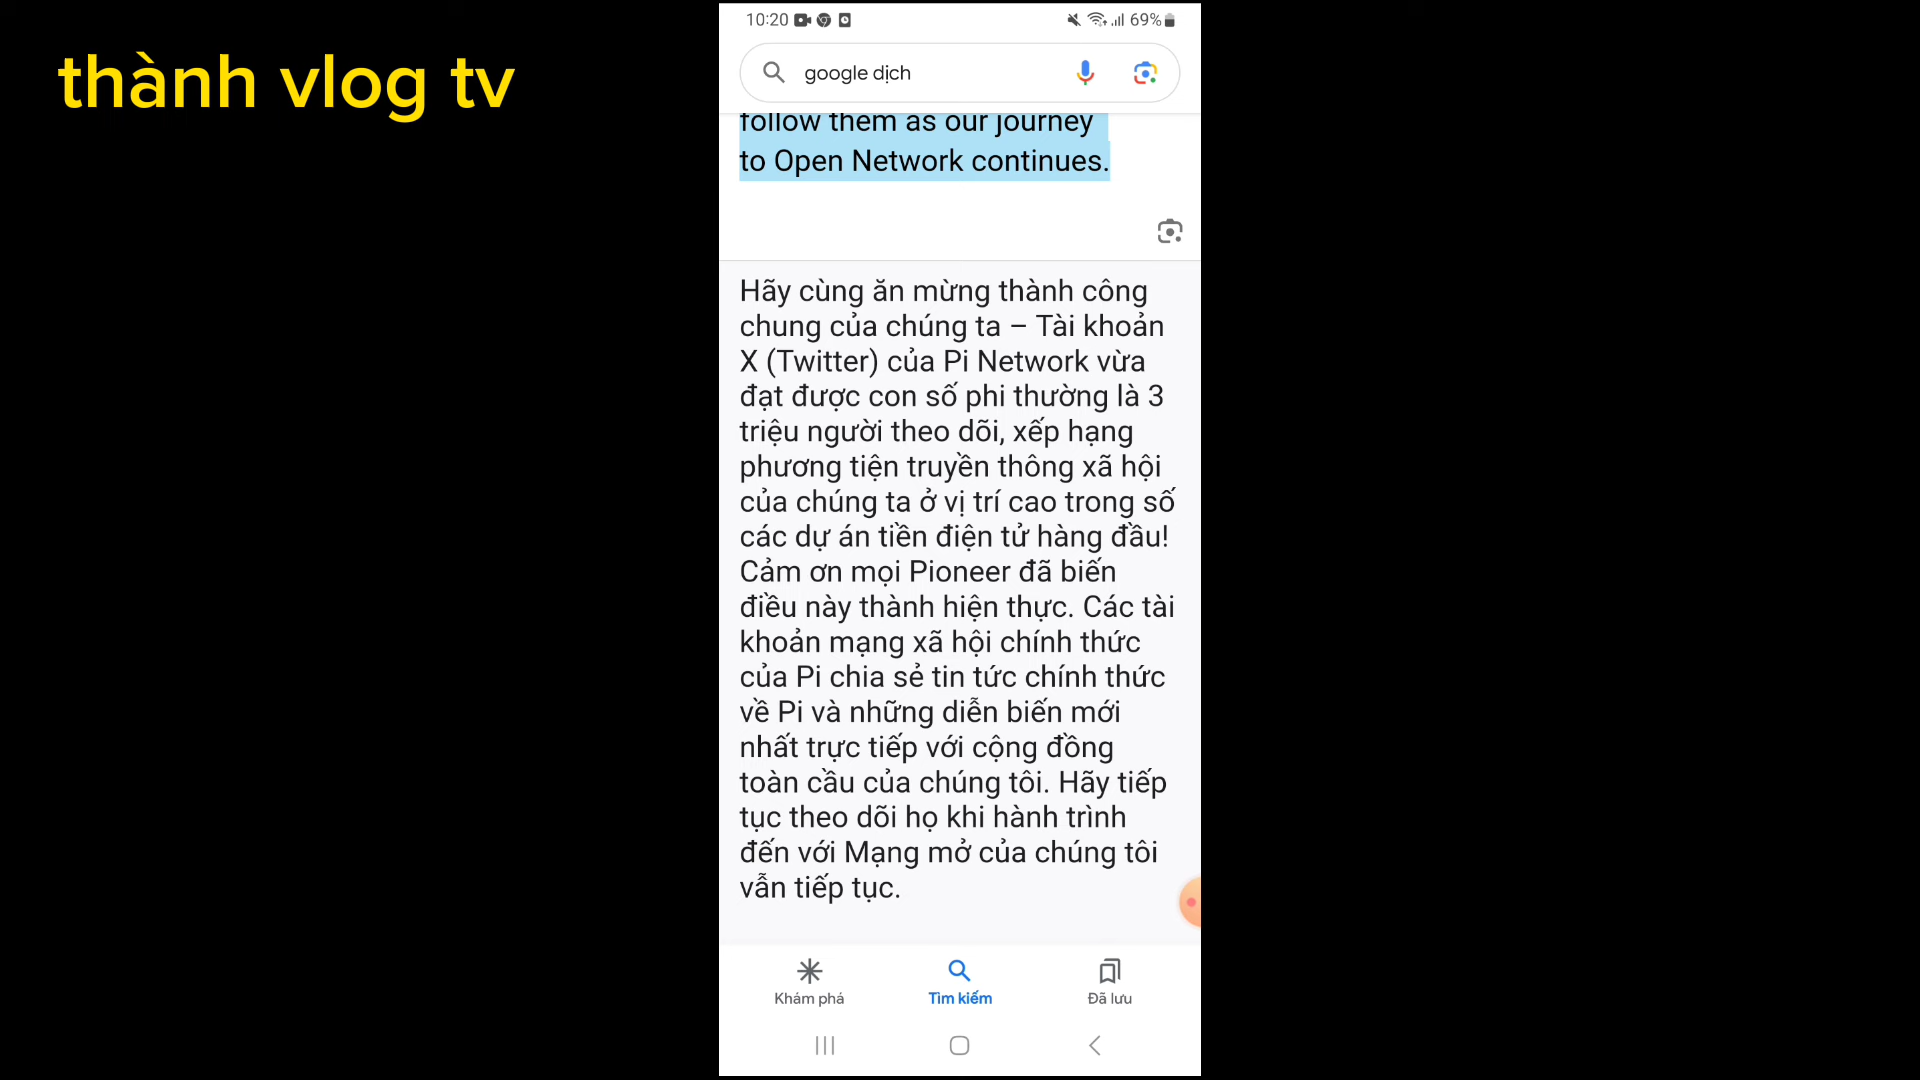 thành vlog tv
10:20
69%
google dịch
follow them as our journey
to Open Network continues.
Hãy cùng ăn mừng thành công
chung của chúng ta – Tài khoản
X (Twitter) của Pi Network vừa
đạt được con số phi thường là 3
triệu người theo dõi, xếp hạng
phương tiện truyền thông xã hội
của chúng ta ở vị trí cao trong số
các dự án tiền điện tử hàng đầu!
Cảm ơn mọi Pioneer đã biến
điều này thành hiện thực. Các tài
khoản mạng xã hội chính thức
của Pi chia sẻ tin tức chính thức
về Pi và những diễn biến mới
nhất trực tiếp với cộng đồng
toàn cầu của chúng tôi. Hãy tiếp
tục theo dõi họ khi hành trình
đến với Mạng mở của chúng tôi
vẫn tiếp tục.
Khám phá
Tìm kiếm
Đã lưu